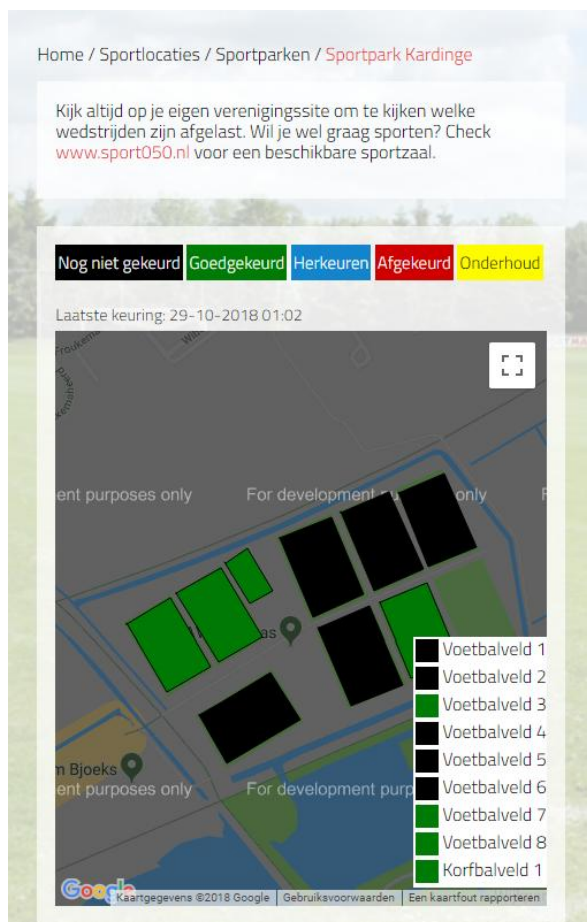 Home / Sportlocaties / Sportparken / Sportpark Kardinge
Kijk altijd op je eigen verenigingssite om te kijken welke
wedstrijden zijn afgelast. Wil je wel graag sporten? Check
www.sport050.nl voor een beschikbare sportzaal.
Nog niet gekeurd Goedgekeurd Herkeuren Afgekeurd Onderhoud
Laatste keuring: 29-10-2018 01:02
ent purposes only For development pu only F
as
Voetbalveld 1
Voetbalveld 2
Voetbalveld 3
Voetbalveld 4
Voetbalveld 5
Voetbalveld 6
Voetbalveld 7
Voetbalveld 8
Korfbalveld 1
m Bjoeks
ent purposes only For development purp
Google Kaartgegevens ©2018 Google Gebruiksvoorwaarden Een kaartfout rapporteren